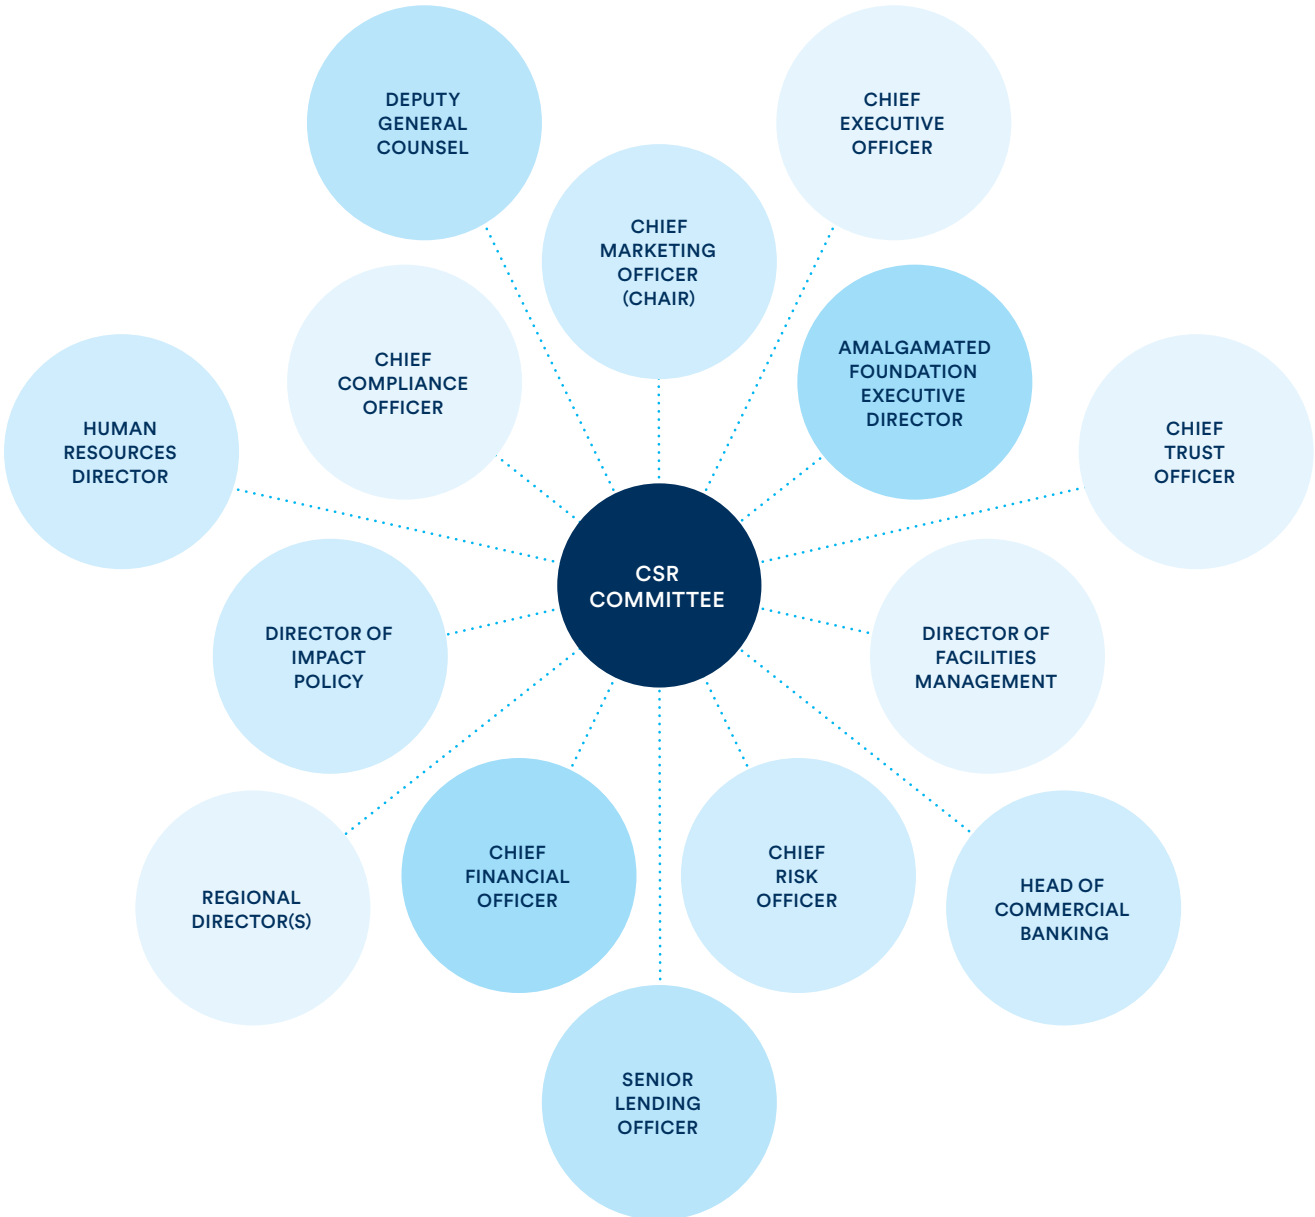 DEPUTY
GENERAL
COUNSEL
CHIEF
EXECUTIVE
OFFICER
CHIEF
MARKETING
OFFICER
(CHAIR)
CHIEF
COMPLIANCE
OFFICER
AMALGAMATED
FOUNDATION
EXECUTIVE
DIRECTOR
HUMAN
RESOURCES
DIRECTOR
CHIEF
TRUST
OFFICER
CSR
COMMITTEE
DIRECTOR OF
IMPACT
POLICY
DIRECTOR OF
FACILITIES
MANAGEMENT
REGIONAL
DIRECTOR(S)
CHIEF
FINANCIAL
OFFICER
CHIEF
RISK
OFFICER
HEAD OF
COMMERCIAL
BANKING
SENIOR
LENDING
OFFICER